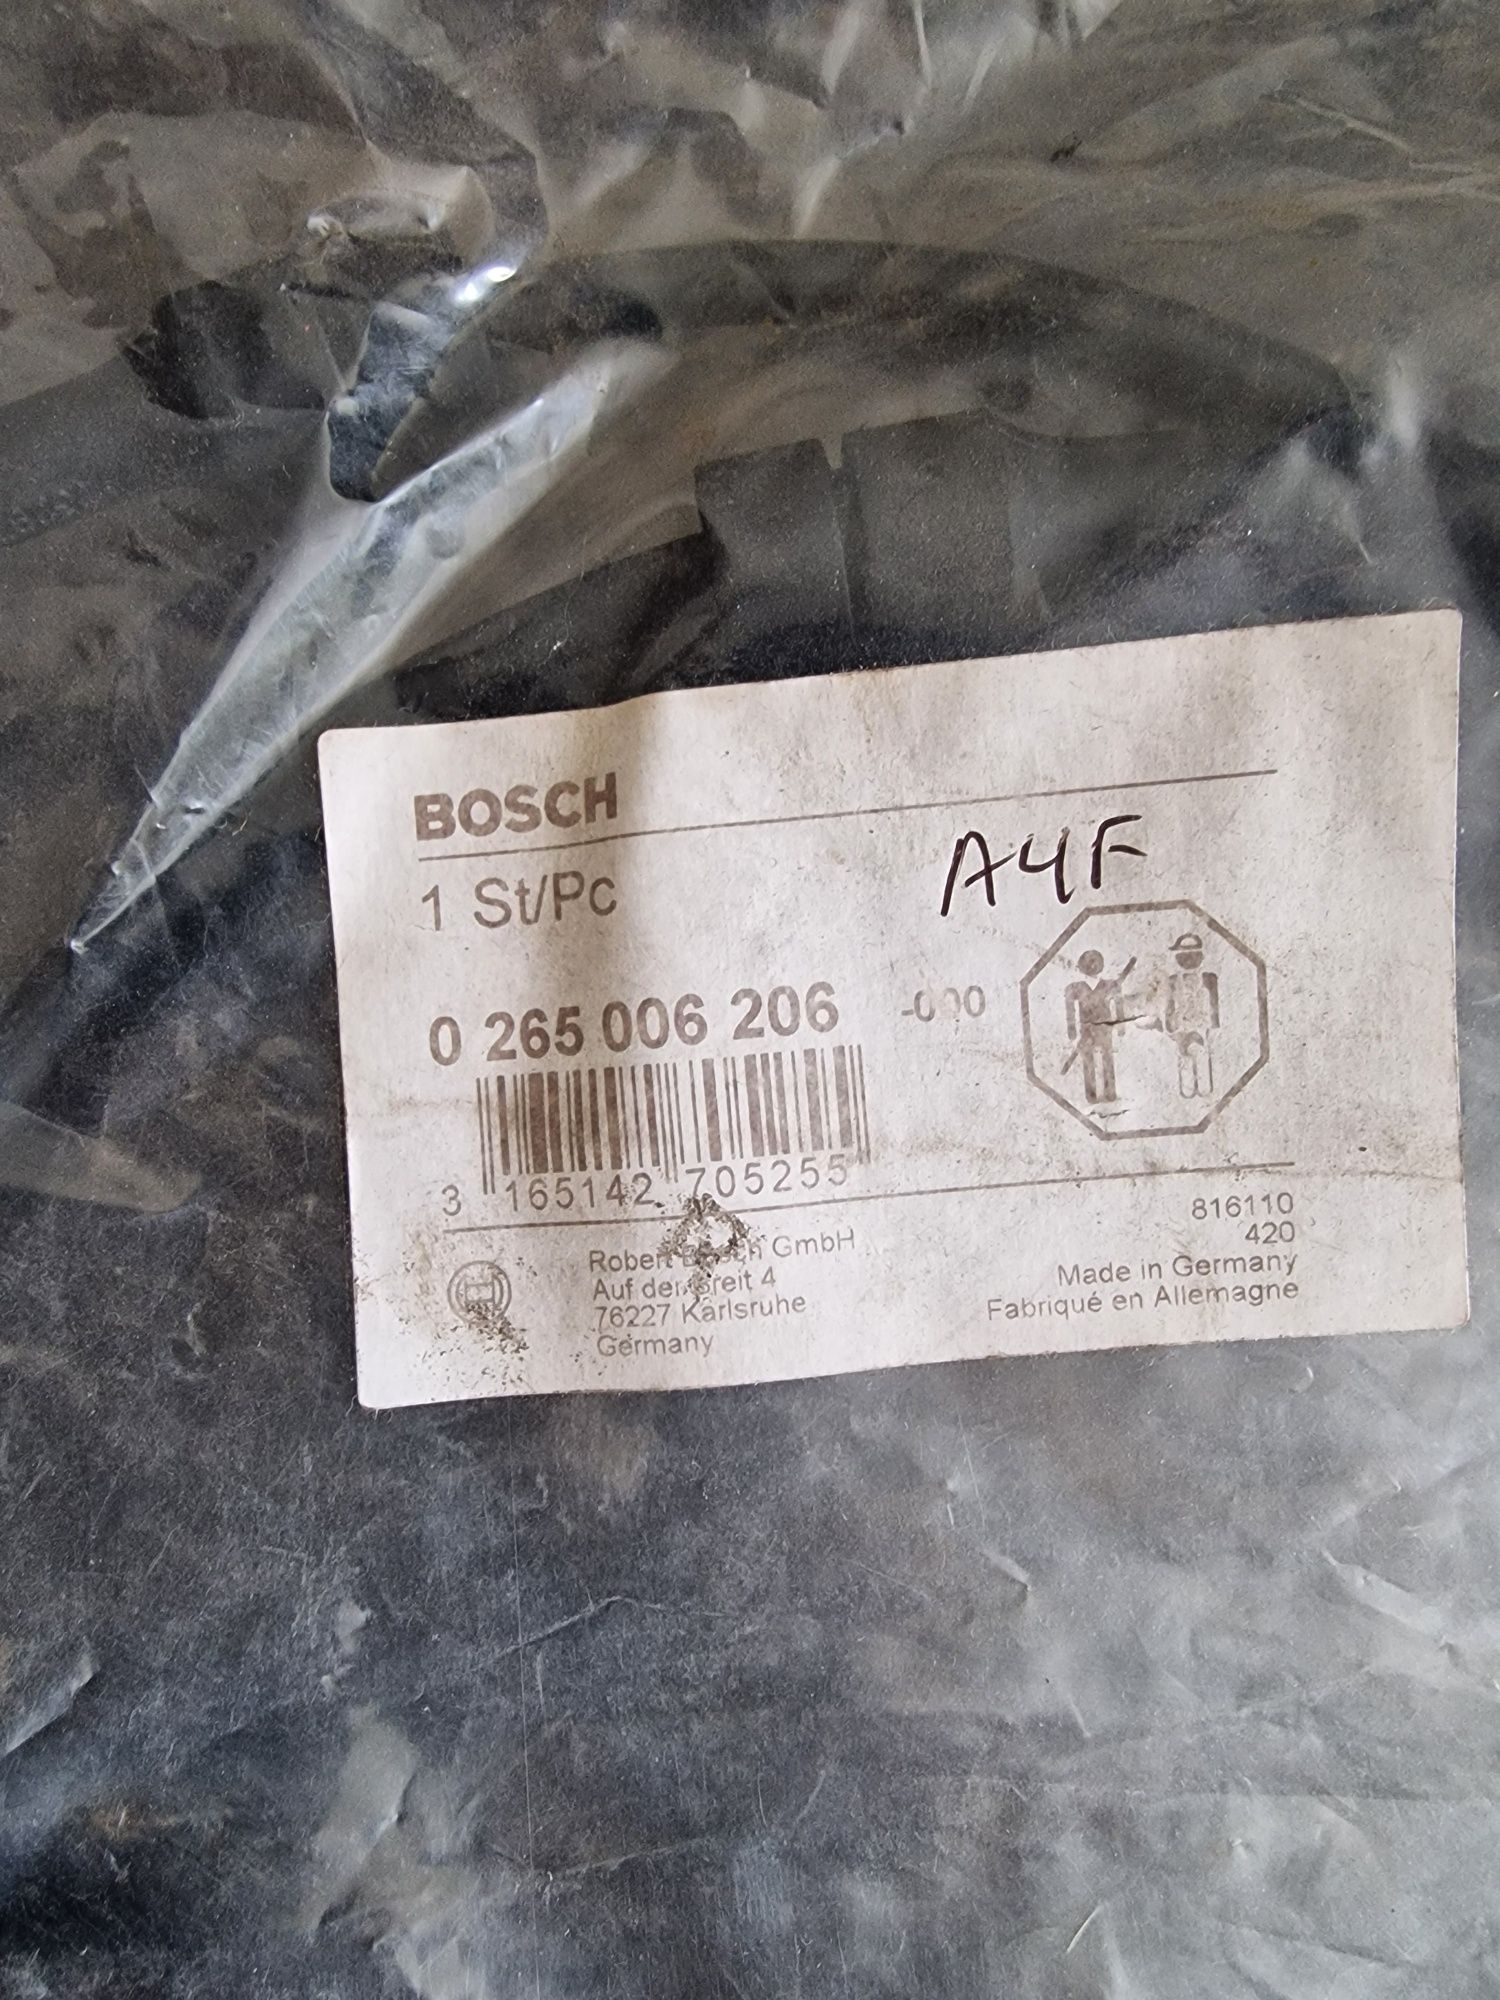 BOSCH
A4F
1 St/Pc
0 265 006 206 -000
3 165142 705255
816110
420
Made in Germany
Fabriqué en Allemagne
Robert Bosch GmbH
Auf der Breit 4
76227 Karlsruhe
Germany